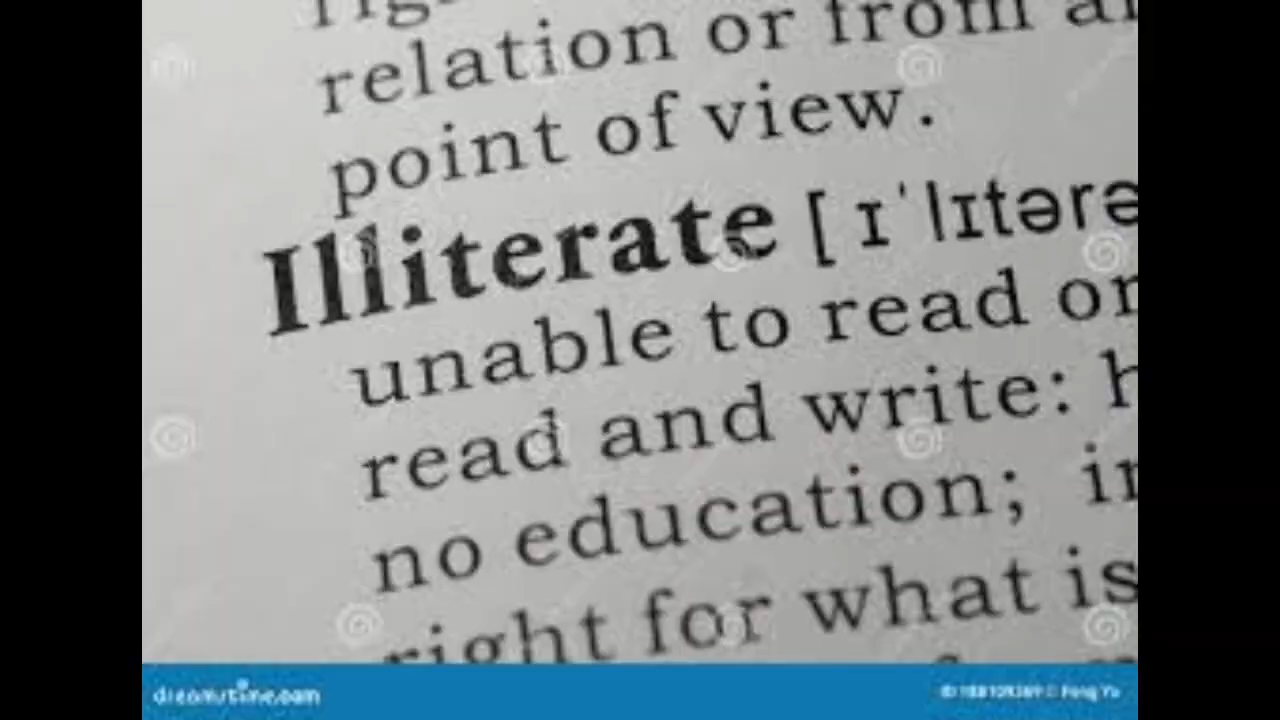 relation or from
point of view.
Illiterate [ɪˈlɪtərə
unable to read or
read and write: h
no education; in
right for what is
dreamstime.com